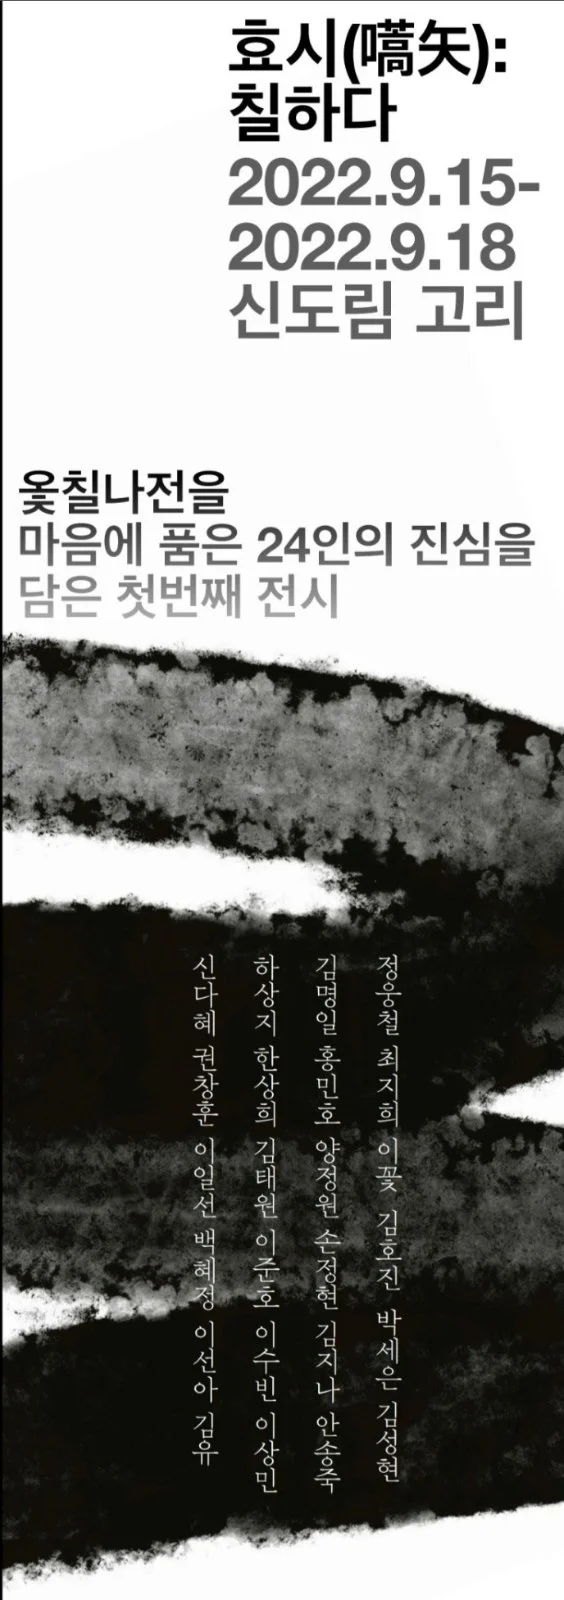 효시(嚆矢):
칠하다
2022.9.15-
2022.9.18
신도림 고리
옻칠나전을
마음에 품은 24인의 진심을
담은 첫번째 전시
정웅철 최지희 이꽃 김호진 박세은 김성현
김명일 홍민호 양정원 손정현 김지나 안송죽
하상지 한상희 김태원 이준호 이수빈 이상민
신다혜 권창훈 이일선 백혜정 이선아 김유